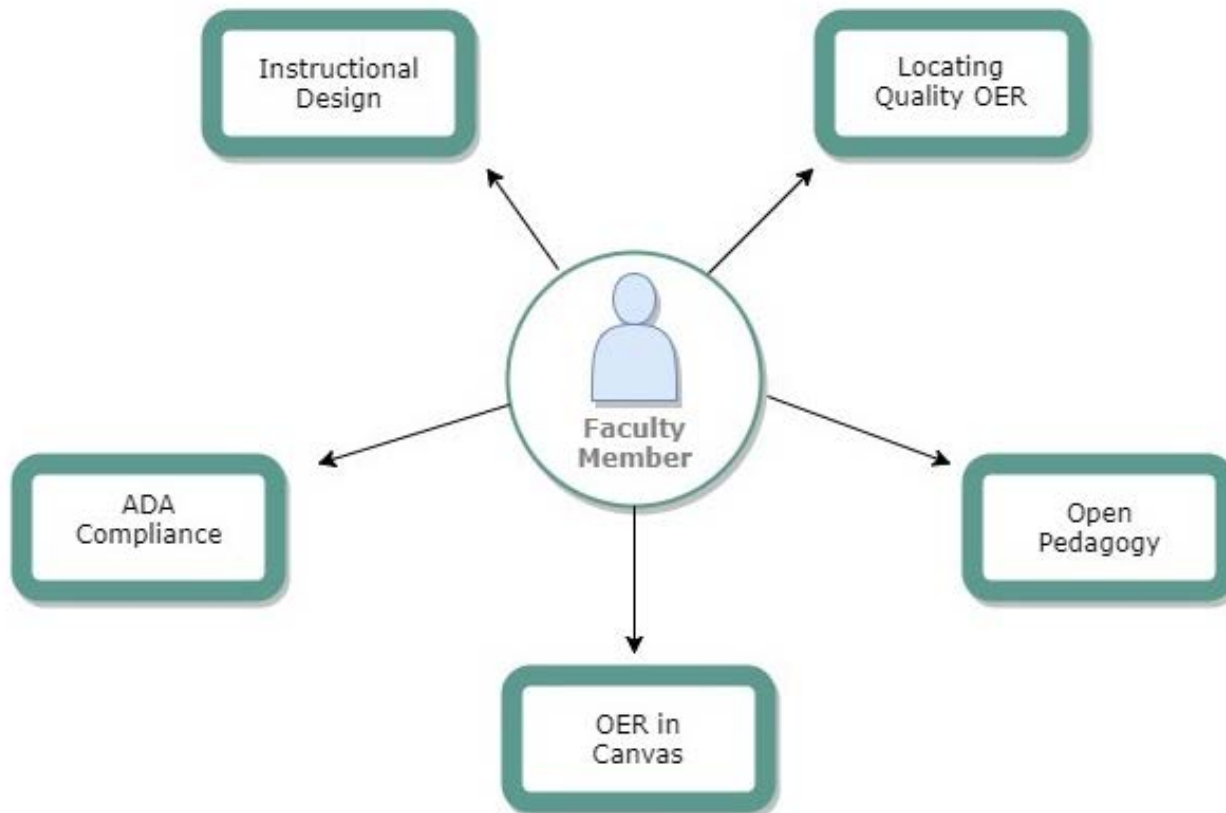 Instructional
Design
Locating
Quality OER
Faculty
Member
ADA
Compliance
Open
Pedagogy
OER in
Canvas